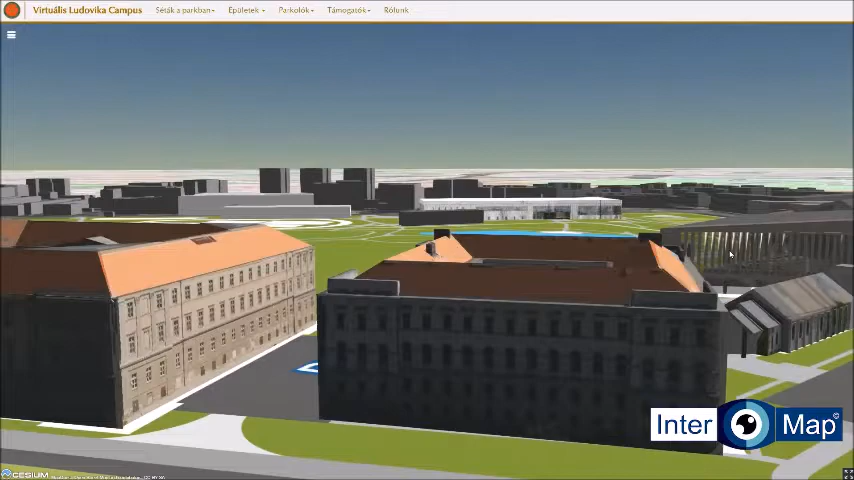 Virtuális Ludovika Campus Séták a parkban Épületek Parkolók Támogatók Rólunk
Inter Map©
CESIUM